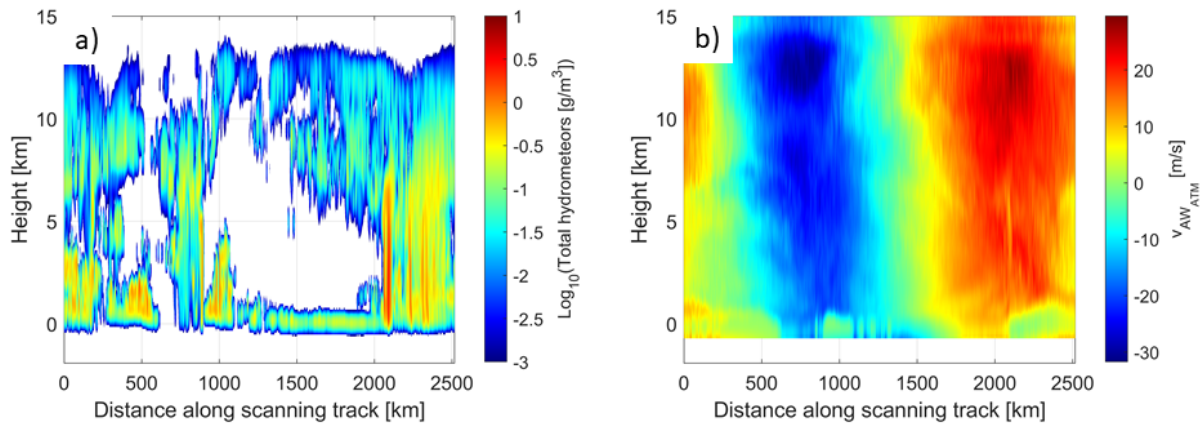 a)
15
10
5
0
Height [km]
0 500 1000 1500 2000 2500
Distance along scanning track [km]
1
0.5
0
-0.5
-1
-1.5
-2
-2.5
-3
Log10(Total hydrometeors [g/m3])
b)
15
10
5
0
Height [km]
0 500 1000 1500 2000 2500
Distance along scanning track [km]
20
10
0
-10
-20
-30
vAWATM [m/s]